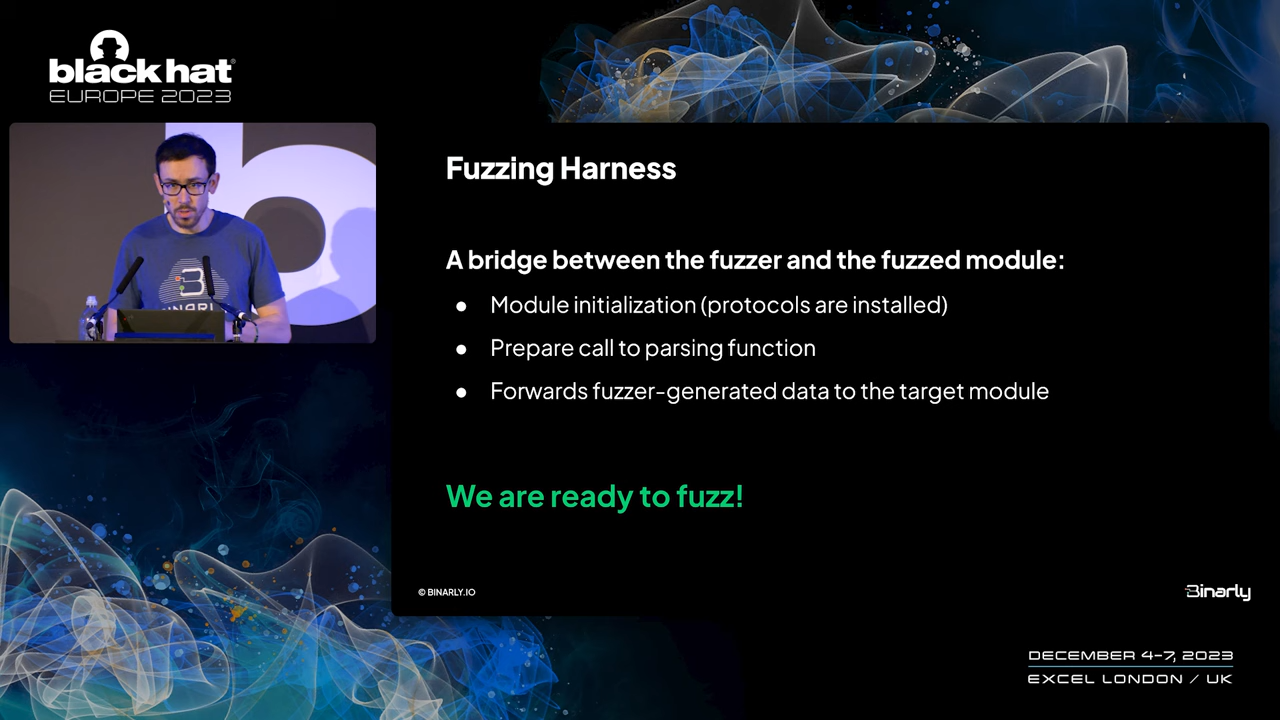 black hat
EUROPE 2023
Fuzzing Harness
A bridge between the fuzzer and the fuzzed module:
● Module initialization (protocols are installed)
● Prepare call to parsing function
● Forwards fuzzer-generated data to the target module
We are ready to fuzz!
© BINARLY.IO
Binarly
DECEMBER 4-7, 2023
EXCEL LONDON / UK